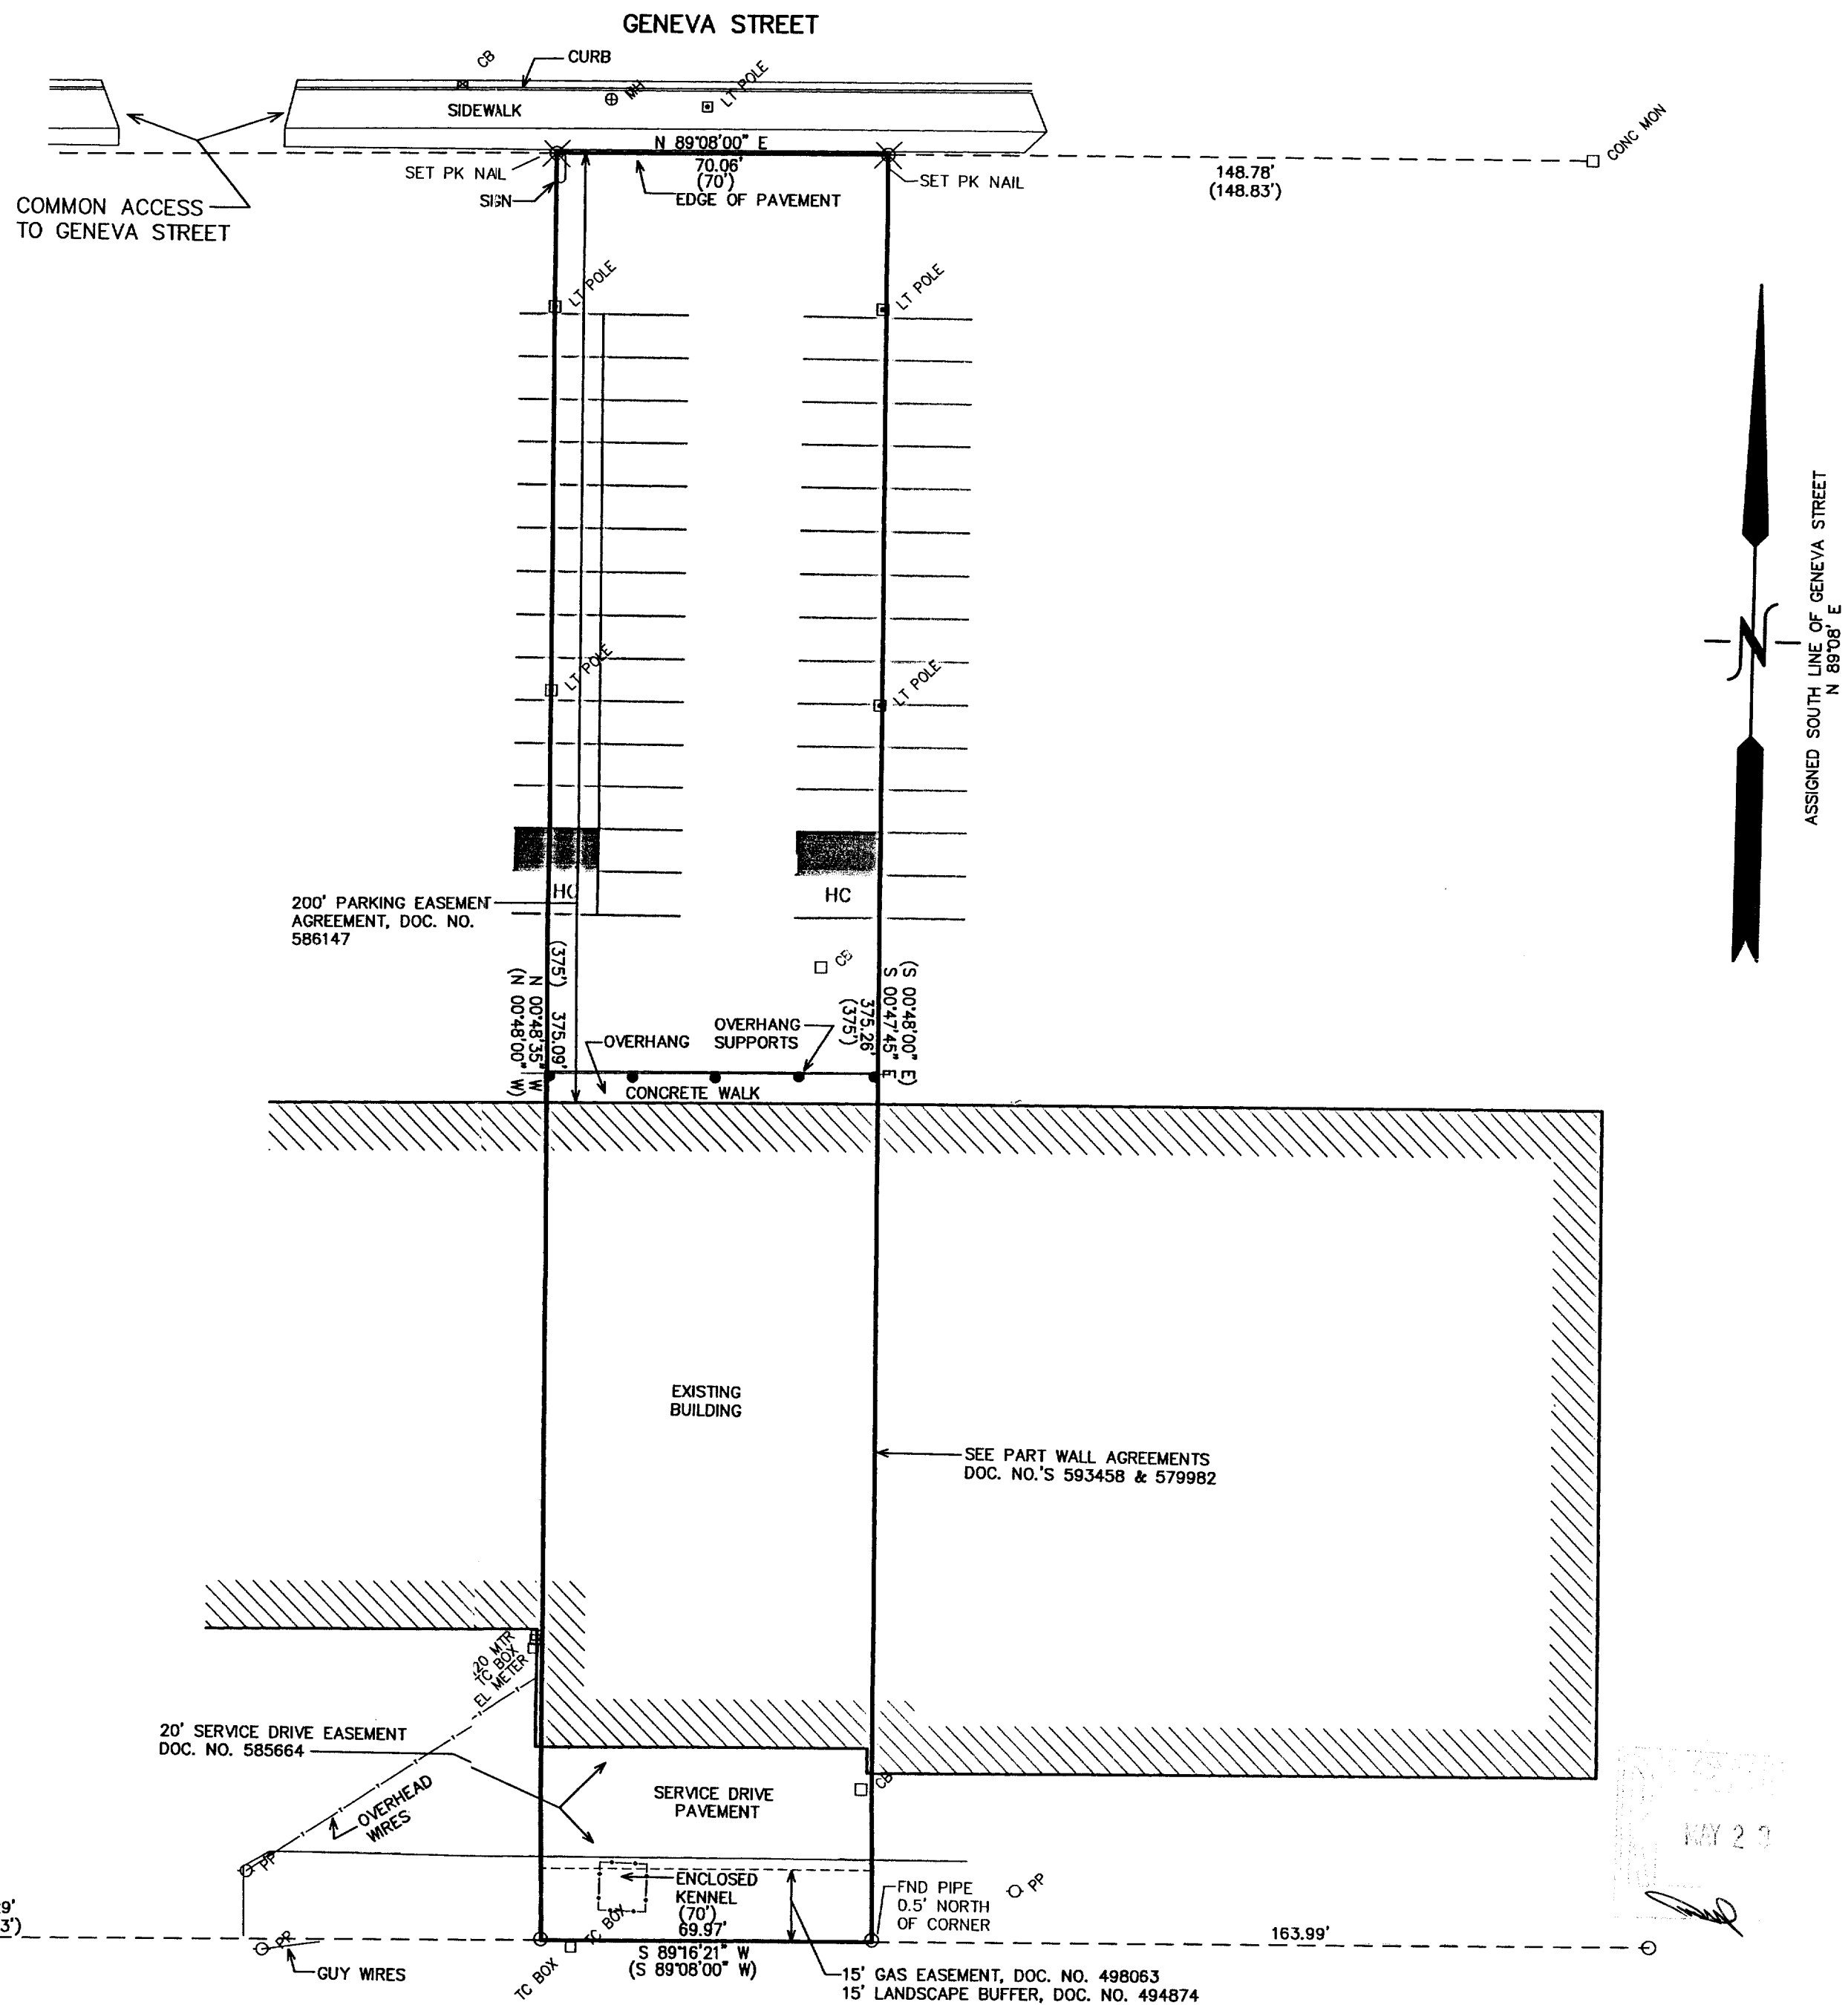 GENEVA STREET
CB
CURB
MH
LT POLE
SIDEWALK
CONC MON
N 89°08'00" E
70.06'
(70')
SET PK NAIL
SIGN
EDGE OF PAVEMENT
SET PK NAIL
148.78'
(148.83')
COMMON ACCESS
TO GENEVA STREET
LT POLE
LT POLE
ASSIGNED SOUTH LINE OF GENEVA STREET
N 89°08' E
N
LT POLE
LT POLE
HC
HC
200' PARKING EASEMENT
AGREEMENT, DOC. NO.
586147
CB
(375') 375.09'
N 00°48'35" W
(N 00°48'00" W)
(S 00°48'00" E)
S 00°47'45" E
375.26'
(375')
OVERHANG
OVERHANG
SUPPORTS
CONCRETE WALK
EXISTING
BUILDING
SEE PART WALL AGREEMENTS
DOC. NO.'S 593458 & 579982
MTR
TC BOX
EL METER
20' SERVICE DRIVE EASEMENT
DOC. NO. 585664
OVERHEAD
WIRES
SERVICE DRIVE
PAVEMENT
CB
PP
ENCLOSED
KENNEL
(70')
69.97'
S 89°16'21" W
(S 89°08'00" W)
TC BOX
TC BOX
FND PIPE
0.5' NORTH
OF CORNER
PP
9'
3')
PP
GUY WIRES
163.99'
15' GAS EASEMENT, DOC. NO. 498063
15' LANDSCAPE BUFFER, DOC. NO. 494874
MAY 29